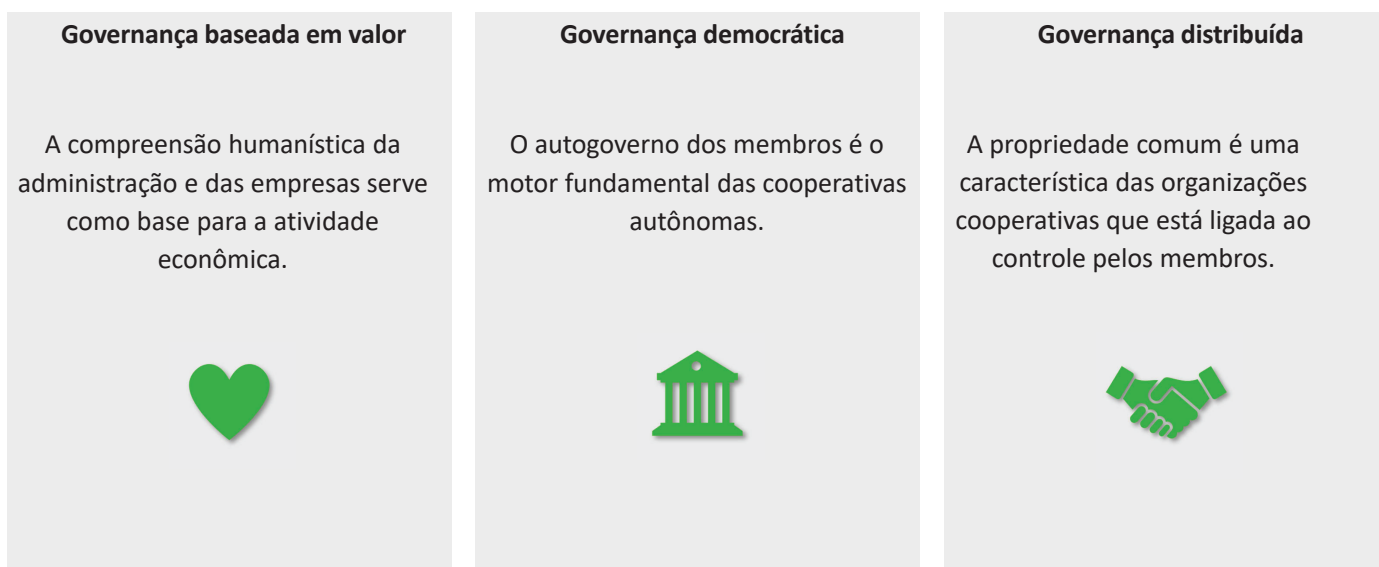 Governança baseada em valor
A compreensão humanística da
administração e das empresas serve
como base para a atividade
econômica.
Governança democrática
O autogoverno dos membros é o
motor fundamental das cooperativas
autônomas.
Governança distribuída
A propriedade comum é uma
característica das organizações
cooperativas que está ligada ao
controle pelos membros.